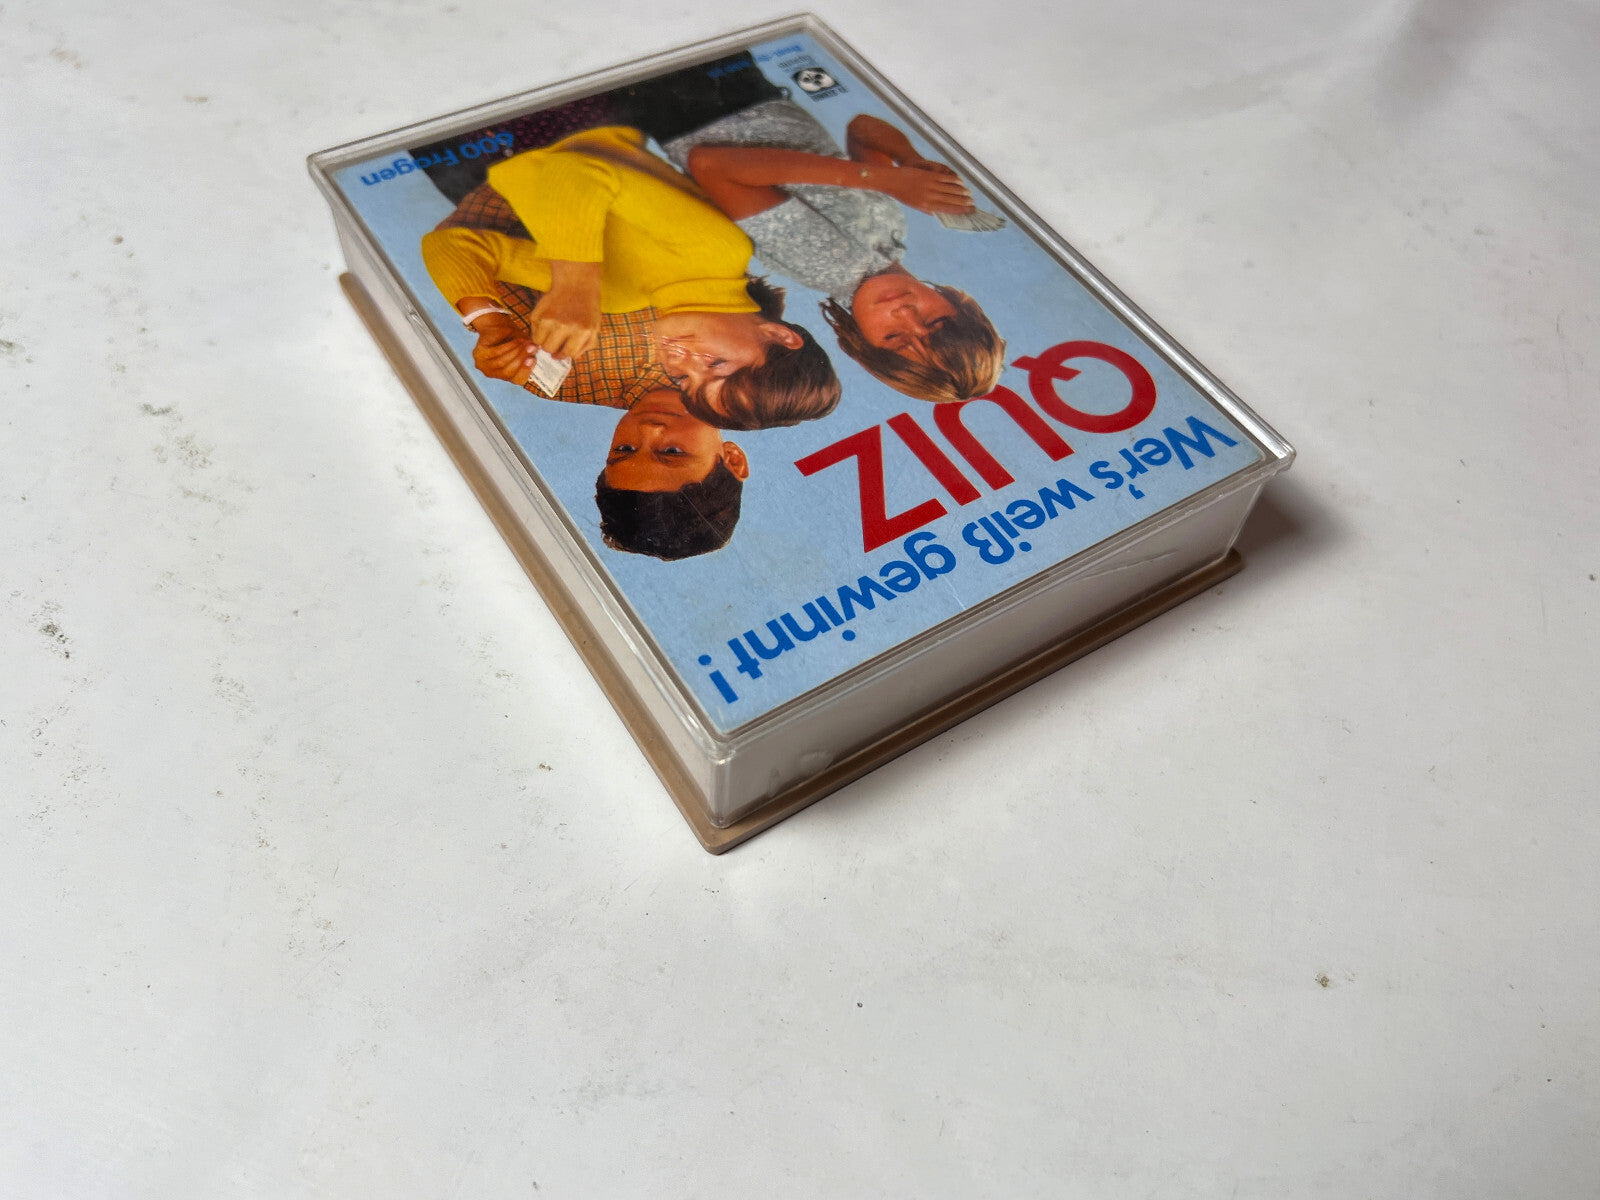 Wer's weiß gewinnt!
QUIZ
600 Fragen